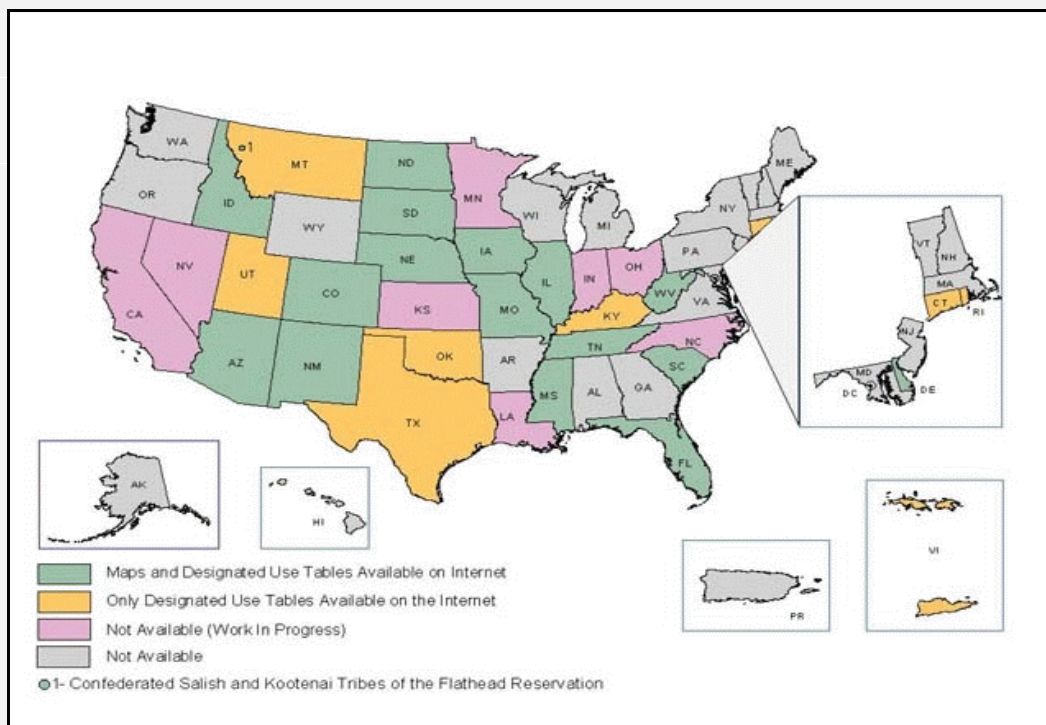 WA
MT
1
ND
MN
ME
OR
ID
SD
WI
MI
NY
WY
NE
IA
PA
NV
UT
CO
IL
IN
OH
WV
VA
CA
KS
MO
KY
NC
AZ
NM
OK
AR
TN
SC
TX
LA
MS
AL
GA
FL
VT
NH
MA
CT
RI
NJ
MD
DC
DE
AK
HI
VI
PR
Maps and Designated Use Tables Available on Internet
Only Designated Use Tables Available on the Internet
Not Available (Work In Progress)
Not Available
1- Confederated Salish and Kootenai Tribes of the Flathead Reservation